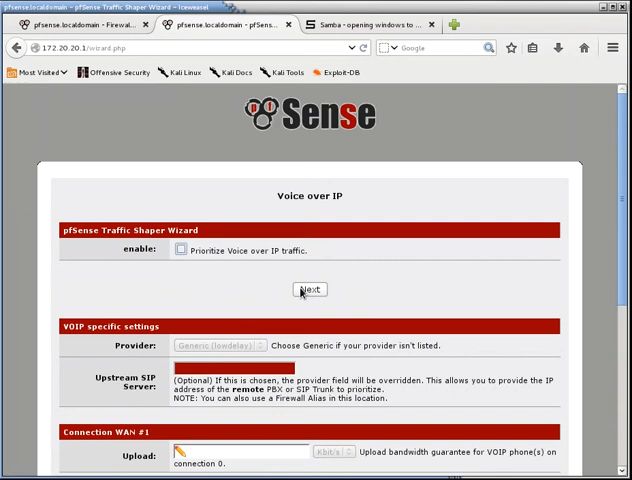 pfsense.localdomain - pfSense Traffic Shaper Wizard - Iceweasel
pfsense.localdomain - Firewal...
pfsense.localdomain - pfSens...
Samba - opening windows to ...
172.20.20.1/wizard.php
Google
Most Visited
Offensive Security
Kali Linux
Kali Docs
Kali Tools
Exploit-DB
Sense
Voice over IP
pfSense Traffic Shaper Wizard
enable:
Prioritize Voice over IP traffic.
Next
VOIP specific settings
Provider:
Generic (lowdelay)
Choose Generic if your provider isn't listed.
Upstream SIP
Server:
(Optional) If this is chosen, the provider field will be overridden. This allows you to provide the IP
address of the remote PBX or SIP Trunk to prioritize.
NOTE: You can also use a Firewall Alias in this location.
Connection WAN #1
Upload:
Kbit/s
Upload bandwidth guarantee for VOIP phone(s) on
connection 0.